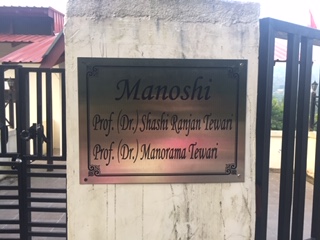 Manoshi
Prof. (Dr.) Shashi Ranjan Tewari
Prof. (Dr.) Manorama Tewari